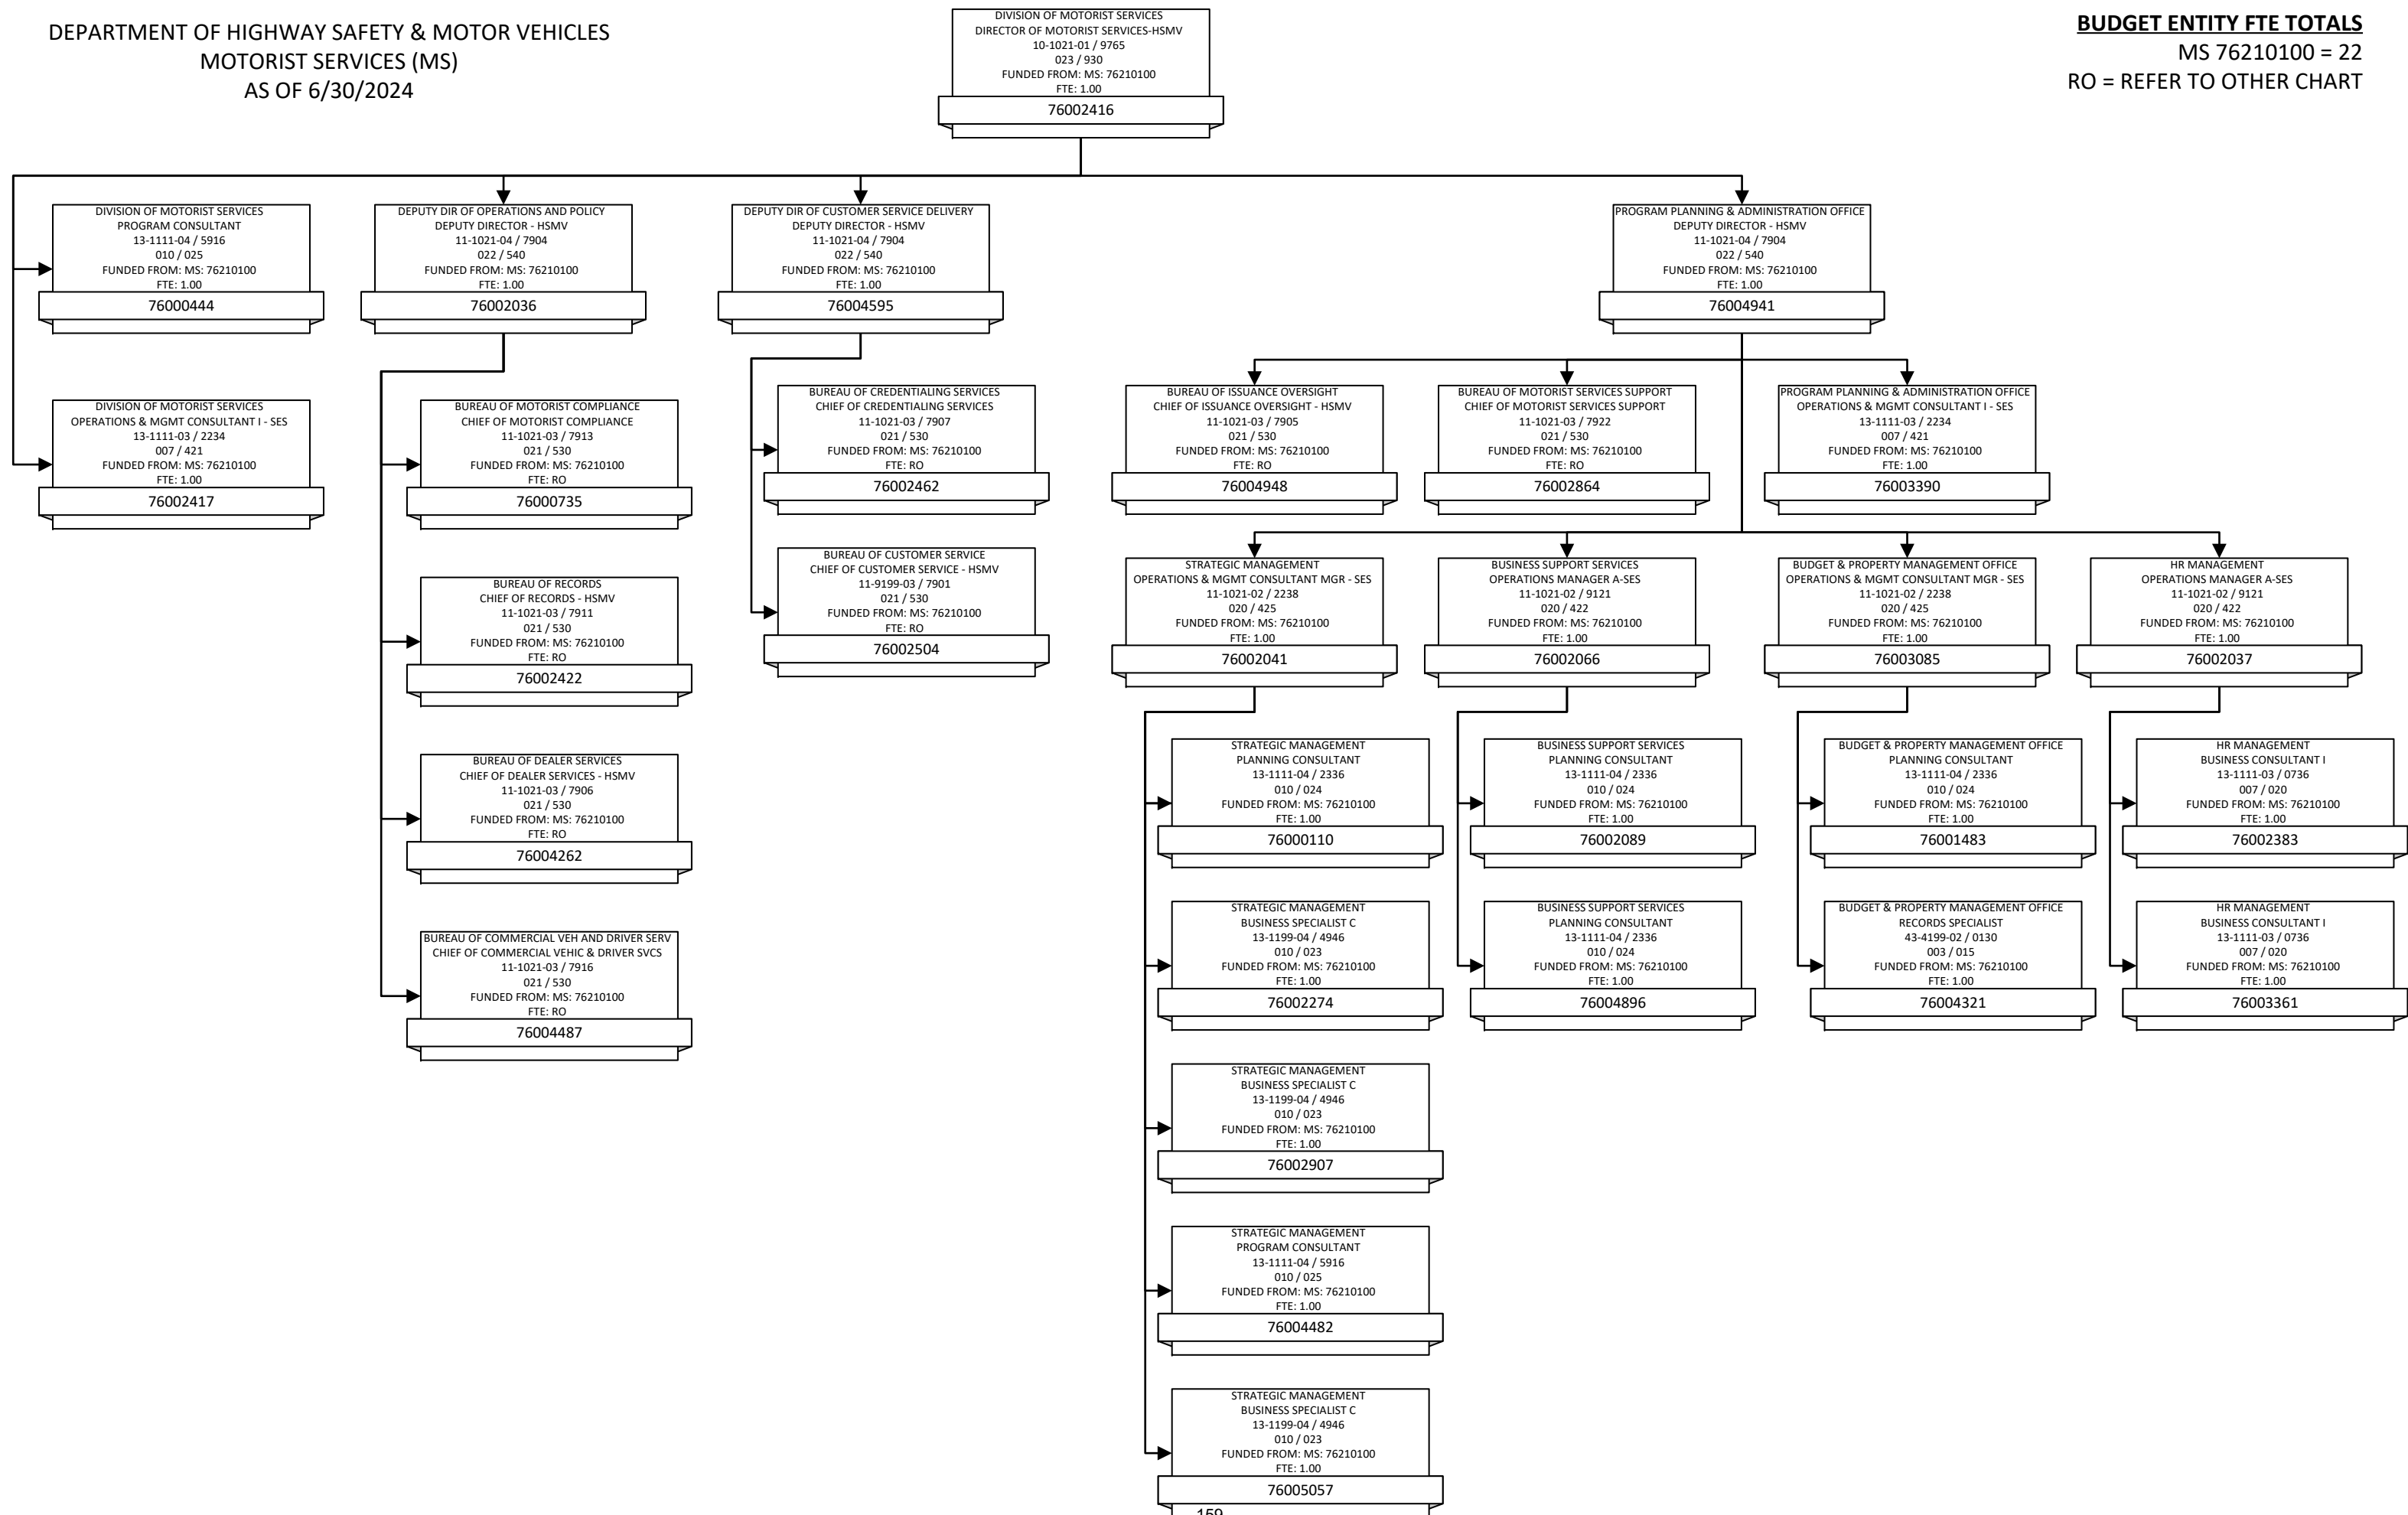 DEPARTMENT OF HIGHWAY SAFETY & MOTOR VEHICLES
MOTORIST SERVICES (MS)
AS OF 6/30/2024
BUDGET ENTITY FTE TOTALS
MS 76210100 = 22
RO = REFER TO OTHER CHART
DIVISION OF MOTORIST SERVICES
DIRECTOR OF MOTORIST SERVICES-HSMV
10-1021-01 / 9765
023 / 930
FUNDED FROM: MS: 76210100
FTE: 1.00
76002416
DIVISION OF MOTORIST SERVICES
PROGRAM CONSULTANT
13-1111-04 / 5916
010 / 025
FUNDED FROM: MS: 76210100
FTE: 1.00
76000444
DEPUTY DIR OF OPERATIONS AND POLICY
DEPUTY DIRECTOR - HSMV
11-1021-04 / 7904
022 / 540
FUNDED FROM: MS: 76210100
FTE: 1.00
76002036
DEPUTY DIR OF CUSTOMER SERVICE DELIVERY
DEPUTY DIRECTOR - HSMV
11-1021-04 / 7904
022 / 540
FUNDED FROM: MS: 76210100
FTE: 1.00
76004595
PROGRAM PLANNING & ADMINISTRATION OFFICE
DEPUTY DIRECTOR - HSMV
11-1021-04 / 7904
022 / 540
FUNDED FROM: MS: 76210100
FTE: 1.00
76004941
DIVISION OF MOTORIST SERVICES
OPERATIONS & MGMT CONSULTANT I - SES
13-1111-03 / 2234
007 / 421
FUNDED FROM: MS: 76210100
FTE: 1.00
76002417
BUREAU OF MOTORIST COMPLIANCE
CHIEF OF MOTORIST COMPLIANCE
11-1021-03 / 7913
021 / 530
FUNDED FROM: MS: 76210100
FTE: RO
76000735
BUREAU OF CREDENTIALING SERVICES
CHIEF OF CREDENTIALING SERVICES
11-1021-03 / 7907
021 / 530
FUNDED FROM: MS: 76210100
FTE: RO
76002462
BUREAU OF ISSUANCE OVERSIGHT
CHIEF OF ISSUANCE OVERSIGHT - HSMV
11-1021-03 / 7905
021 / 530
FUNDED FROM: MS: 76210100
FTE: RO
76004948
BUREAU OF MOTORIST SERVICES SUPPORT
CHIEF OF MOTORIST SERVICES SUPPORT
11-1021-03 / 7922
021 / 530
FUNDED FROM: MS: 76210100
FTE: RO
76002864
PROGRAM PLANNING & ADMINISTRATION OFFICE
OPERATIONS & MGMT CONSULTANT I - SES
13-1111-03 / 2234
007 / 421
FUNDED FROM: MS: 76210100
FTE: 1.00
76003390
BUREAU OF RECORDS
CHIEF OF RECORDS - HSMV
11-1021-03 / 7911
021 / 530
FUNDED FROM: MS: 76210100
FTE: RO
76002422
BUREAU OF CUSTOMER SERVICE
CHIEF OF CUSTOMER SERVICE - HSMV
11-9199-03 / 7901
021 / 530
FUNDED FROM: MS: 76210100
FTE: RO
76002504
STRATEGIC MANAGEMENT
OPERATIONS & MGMT CONSULTANT MGR - SES
11-1021-02 / 2238
020 / 425
FUNDED FROM: MS: 76210100
FTE: 1.00
76002041
BUSINESS SUPPORT SERVICES
OPERATIONS MANAGER A-SES
11-1021-02 / 9121
020 / 422
FUNDED FROM: MS: 76210100
FTE: 1.00
76002066
BUDGET & PROPERTY MANAGEMENT OFFICE
OPERATIONS & MGMT CONSULTANT MGR - SES
11-1021-02 / 2238
020 / 425
FUNDED FROM: MS: 76210100
FTE: 1.00
76003085
HR MANAGEMENT
OPERATIONS MANAGER A-SES
11-1021-02 / 9121
020 / 422
FUNDED FROM: MS: 76210100
FTE: 1.00
76002037
BUREAU OF DEALER SERVICES
CHIEF OF DEALER SERVICES - HSMV
11-1021-03 / 7906
021 / 530
FUNDED FROM: MS: 76210100
FTE: RO
76004262
STRATEGIC MANAGEMENT
PLANNING CONSULTANT
13-1111-04 / 2336
010 / 024
FUNDED FROM: MS: 76210100
FTE: 1.00
76000110
BUSINESS SUPPORT SERVICES
PLANNING CONSULTANT
13-1111-04 / 2336
010 / 024
FUNDED FROM: MS: 76210100
FTE: 1.00
76002089
BUDGET & PROPERTY MANAGEMENT OFFICE
PLANNING CONSULTANT
13-1111-04 / 2336
010 / 024
FUNDED FROM: MS: 76210100
FTE: 1.00
76001483
HR MANAGEMENT
BUSINESS CONSULTANT I
13-1111-03 / 0736
007 / 020
FUNDED FROM: MS: 76210100
FTE: 1.00
76002383
BUREAU OF COMMERCIAL VEH AND DRIVER SERV
CHIEF OF COMMERCIAL VEHIC & DRIVER SVCS
11-1021-03 / 7916
021 / 530
FUNDED FROM: MS: 76210100
FTE: RO
76004487
STRATEGIC MANAGEMENT
BUSINESS SPECIALIST C
13-1199-04 / 4946
010 / 023
FUNDED FROM: MS: 76210100
FTE: 1.00
76002274
BUSINESS SUPPORT SERVICES
PLANNING CONSULTANT
13-1111-04 / 2336
010 / 024
FUNDED FROM: MS: 76210100
FTE: 1.00
76004896
BUDGET & PROPERTY MANAGEMENT OFFICE
RECORDS SPECIALIST
43-4199-02 / 0130
003 / 015
FUNDED FROM: MS: 76210100
FTE: 1.00
76004321
HR MANAGEMENT
BUSINESS CONSULTANT I
13-1111-03 / 0736
007 / 020
FUNDED FROM: MS: 76210100
FTE: 1.00
76003361
STRATEGIC MANAGEMENT
BUSINESS SPECIALIST C
13-1199-04 / 4946
010 / 023
FUNDED FROM: MS: 76210100
FTE: 1.00
76002907
STRATEGIC MANAGEMENT
PROGRAM CONSULTANT
13-1111-04 / 5916
010 / 025
FUNDED FROM: MS: 76210100
FTE: 1.00
76004482
STRATEGIC MANAGEMENT
BUSINESS SPECIALIST C
13-1199-04 / 4946
010 / 023
FUNDED FROM: MS: 76210100
FTE: 1.00
76005057
159